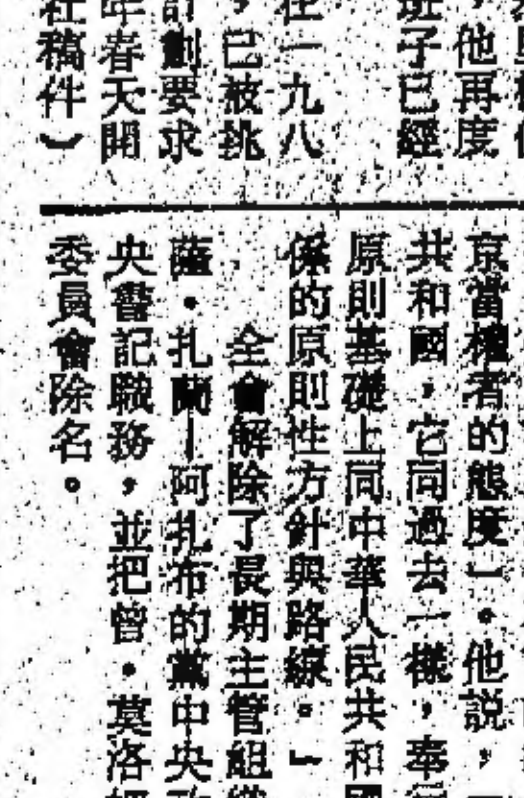 他再度
班子已經
在一九八
，已被挑
計劃要求
年春天開
社稿件）
京當權者的態度」。他説，
共和國，它同過去一樣，奉行
原則基礎上同中華人民共和國
係的原則性方針與路線。」
全會解除了長期主管組織
薩·扎蘭－阿扎布的黨中央政
央書記職務，並把曾·莫洛
委員會除名。